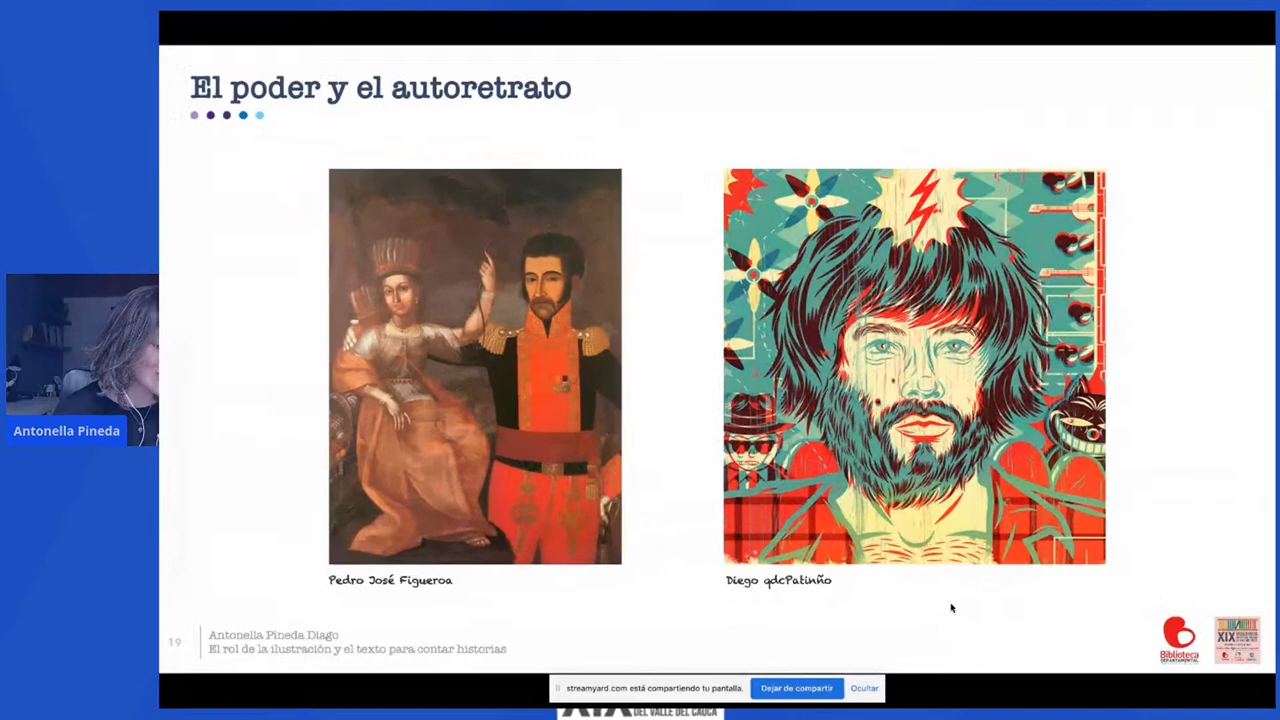 El poder y el autoretrato
Antonella Pineda
Pedro José Figueroa
Diego qdcPatinño
19
Antonella Pineda Diago
El rol de la ilustración y el texto para contar historias
Biblioteca
DEPARTAMENTAL
XIX
streamyard.com está compartiendo tu pantalla.
Dejar de compartir
Ocultar
XIX DEL VALLE DEL CAUCA